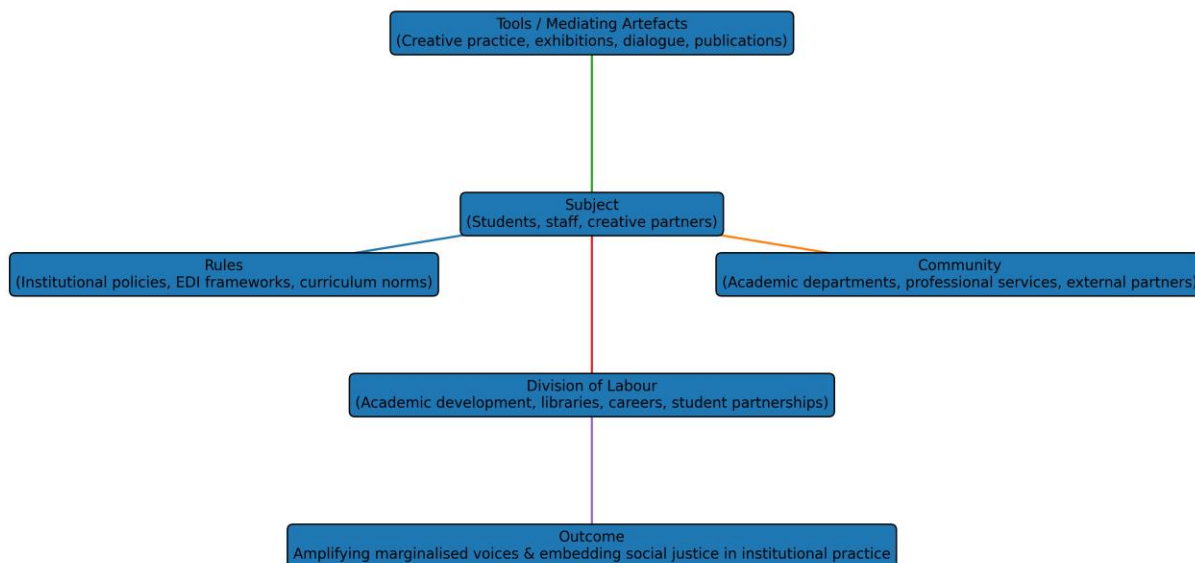 Tools / Mediating Artefacts
(Creative practice, exhibitions, dialogue, publications)
Subject
(Students, staff, creative partners)
Rules
(Institutional policies, EDI frameworks, curriculum norms)
Community
(Academic departments, professional services, external partners)
Division of Labour
(Academic development, libraries, careers, student partnerships)
Outcome
Amplifying marginalised voices & embedding social justice in institutional practice